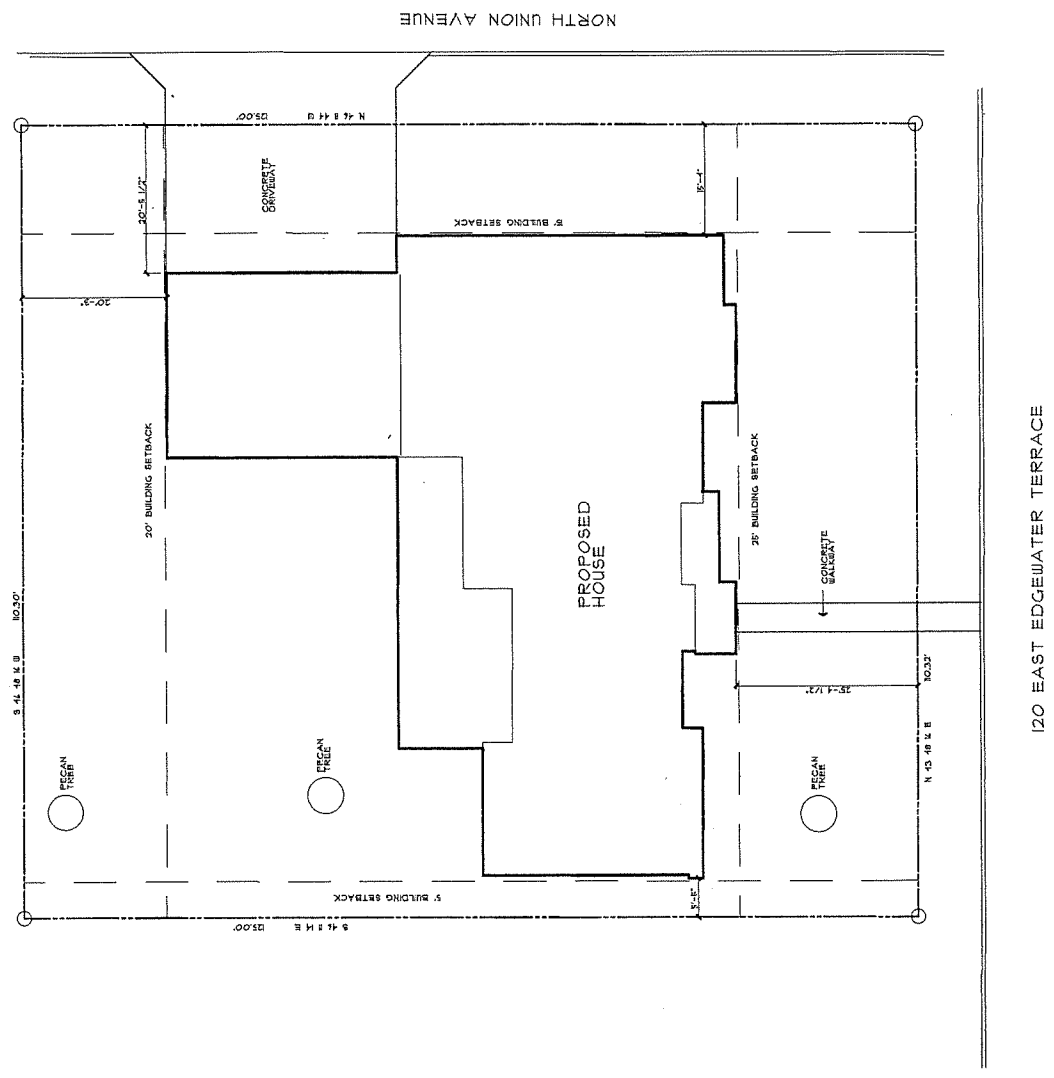 NORTH UNION AVENUE
125.00'
20'-5 1/2"
CONCRETE
DRIVEWAY
15'-4"
15' BUILDING SETBACK
20'-3"
20' BUILDING SETBACK
110.30'
PROPOSED
HOUSE
25' BUILDING SETBACK
CONCRETE
WALKWAY
25'-4 1/2"
110.32'
120 EAST EDGEWATER TERRACE
PECAN
TREE
PECAN
TREE
PECAN
TREE
5' BUILDING SETBACK
125.00'